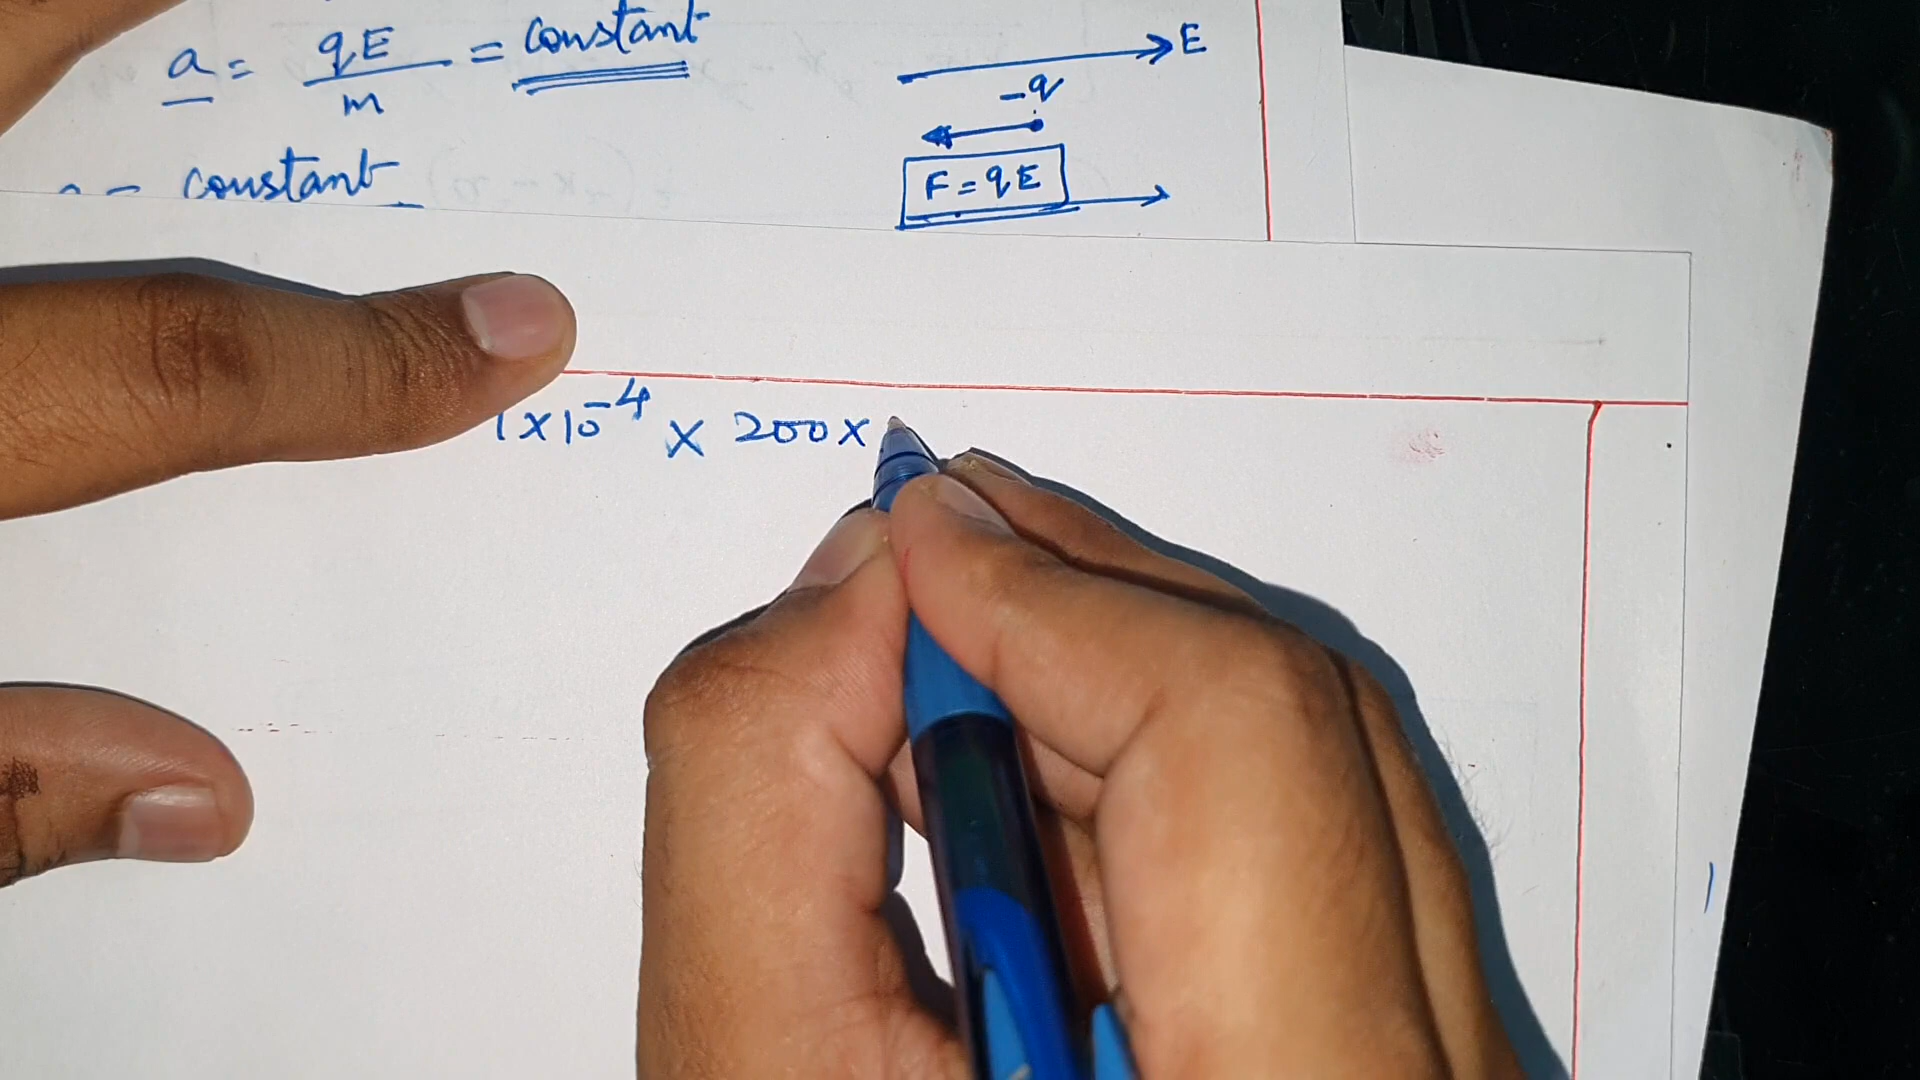 a = qE / m = constant
E
-q
constant
F = qE
1 x 10^-4 x 200 x